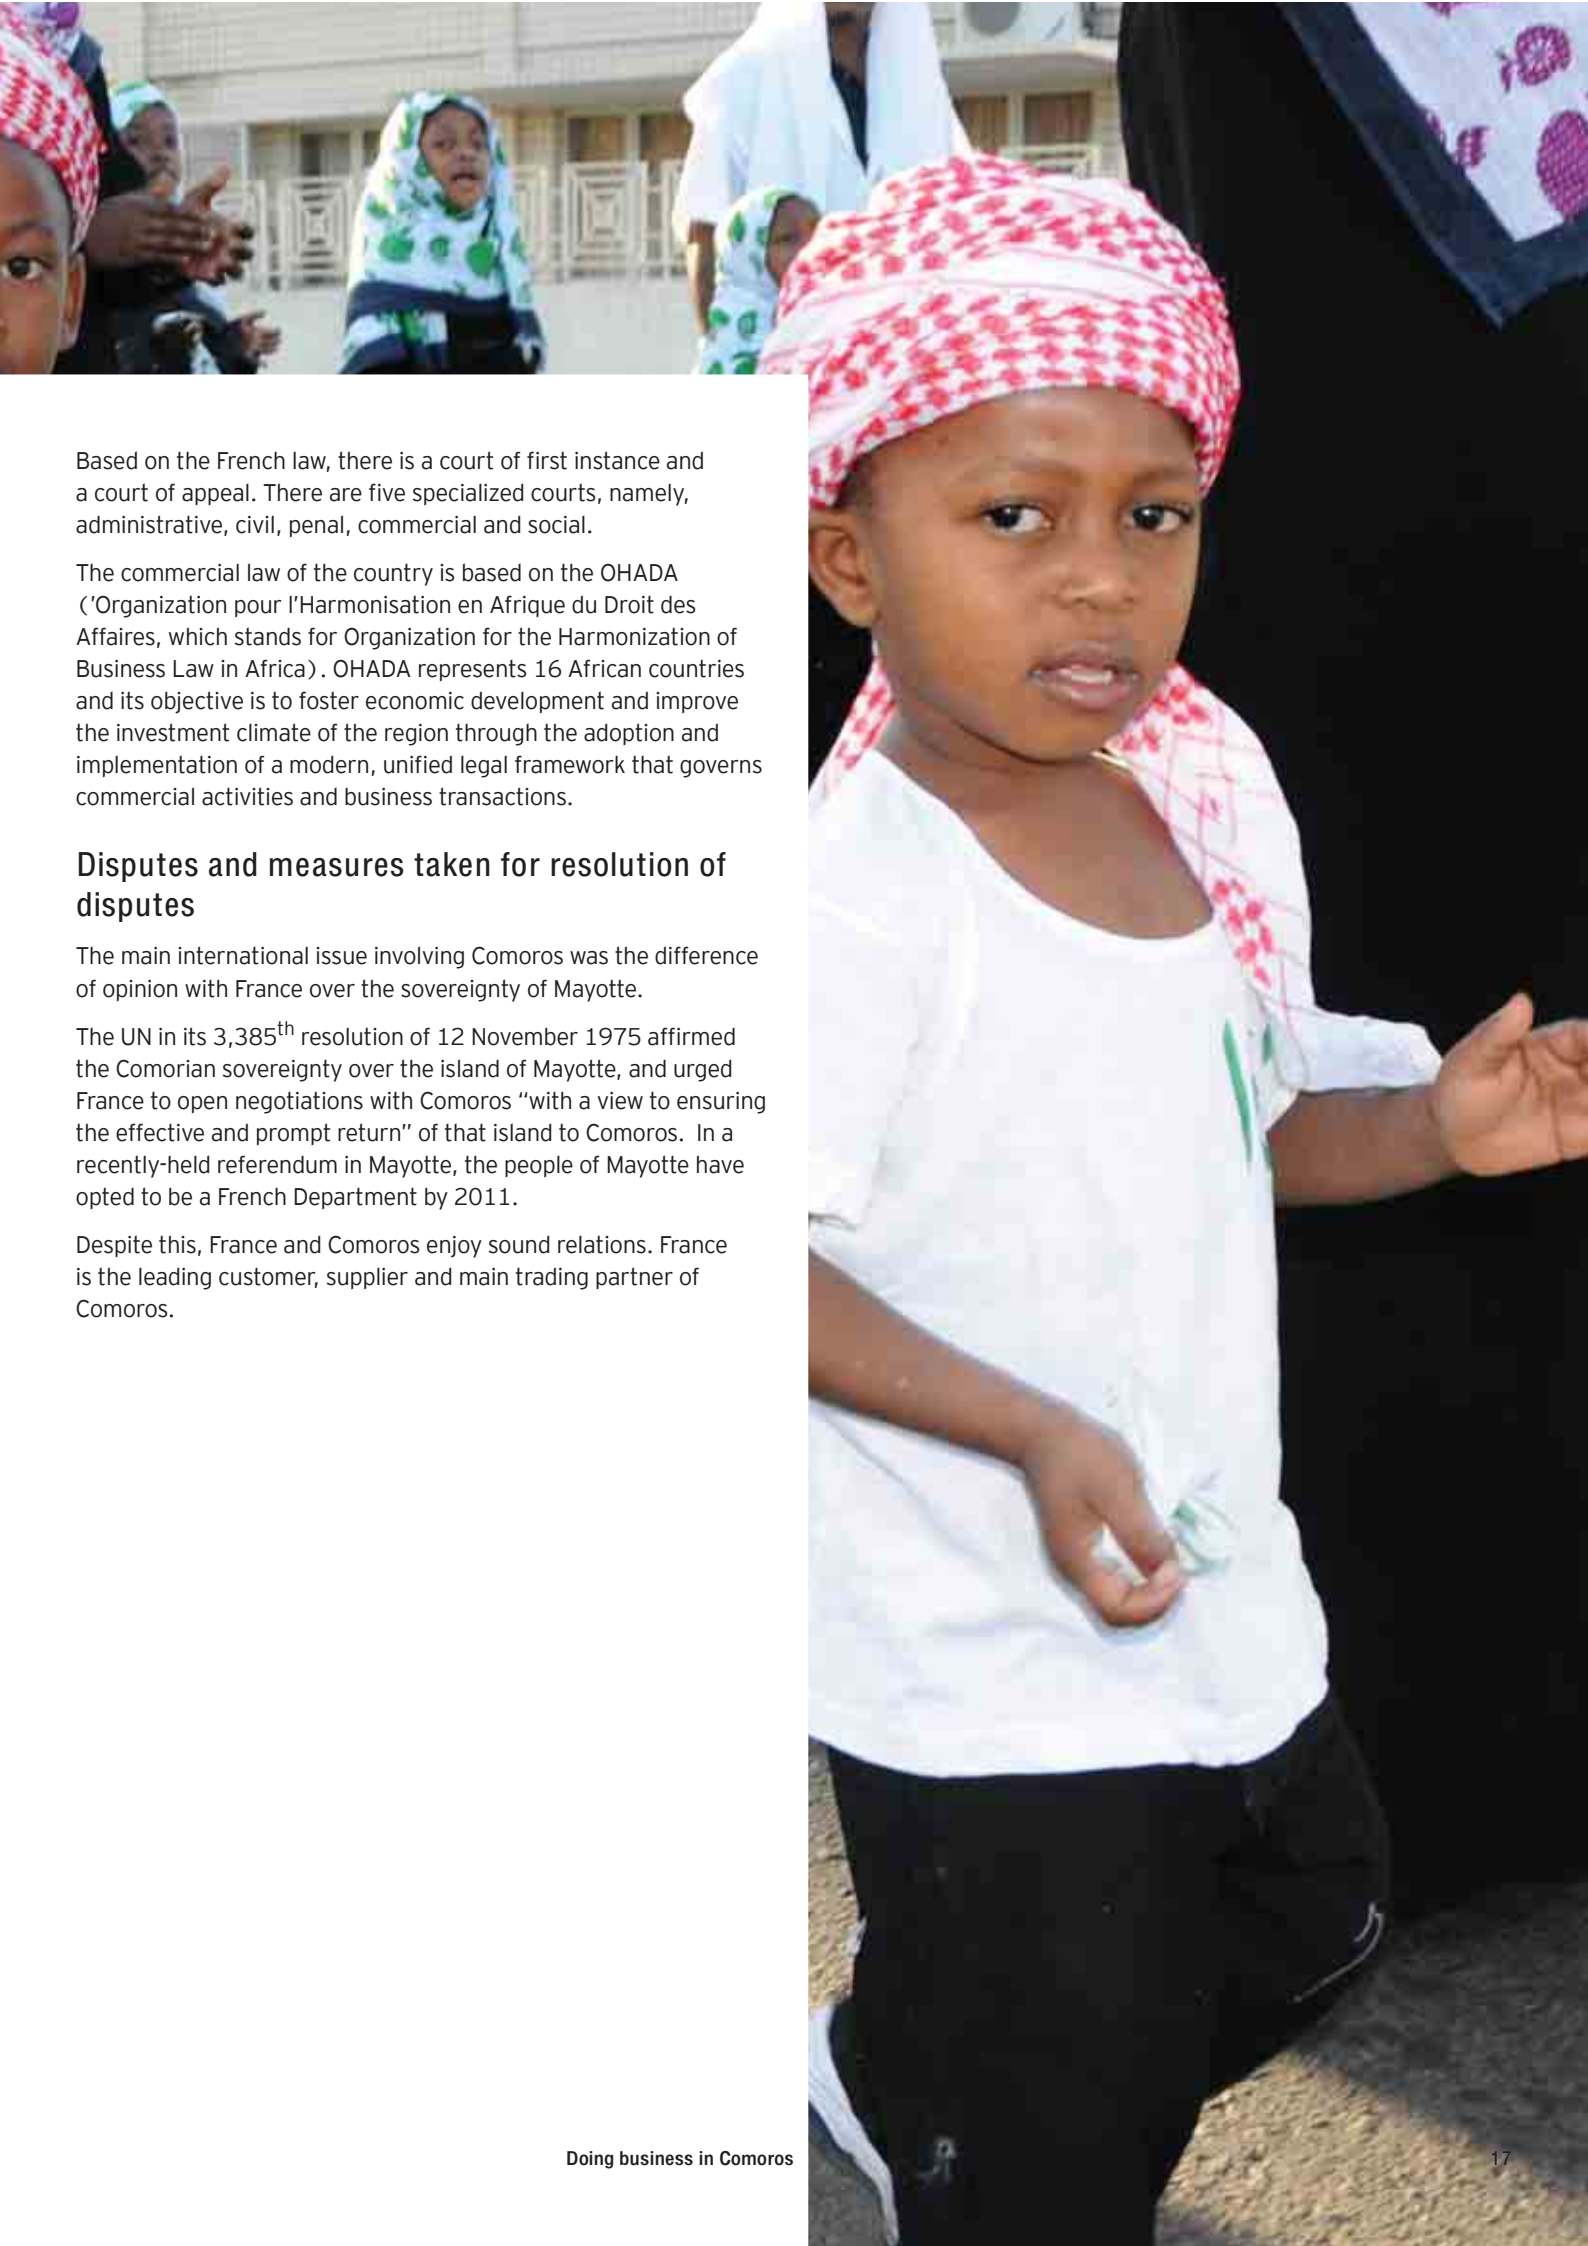 Based on the French law, there is a court of first instance and
a court of appeal. There are five specialized courts, namely,
administrative, civil, penal, commercial and social.
The commercial law of the country is based on the OHADA
('Organization pour l'Harmonisation en Afrique du Droit des
Affaires, which stands for Organization for the Harmonization of
Business Law in Africa). OHADA represents 16 African countries
and its objective is to foster economic development and improve
the investment climate of the region through the adoption and
implementation of a modern, unified legal framework that governs
commercial activities and business transactions.
Disputes and measures taken for resolution of
disputes
The main international issue involving Comoros was the difference
of opinion with France over the sovereignty of Mayotte.
The UN in its 3,385th resolution of 12 November 1975 affirmed
the Comorian sovereignty over the island of Mayotte, and urged
France to open negotiations with Comoros “with a view to ensuring
the effective and prompt return” of that island to Comoros.  In a
recently-held referendum in Mayotte, the people of Mayotte have
opted to be a French Department by 2011.
Despite this, France and Comoros enjoy sound relations. France
is the leading customer, supplier and main trading partner of
Comoros.
Doing business in Comoros
17